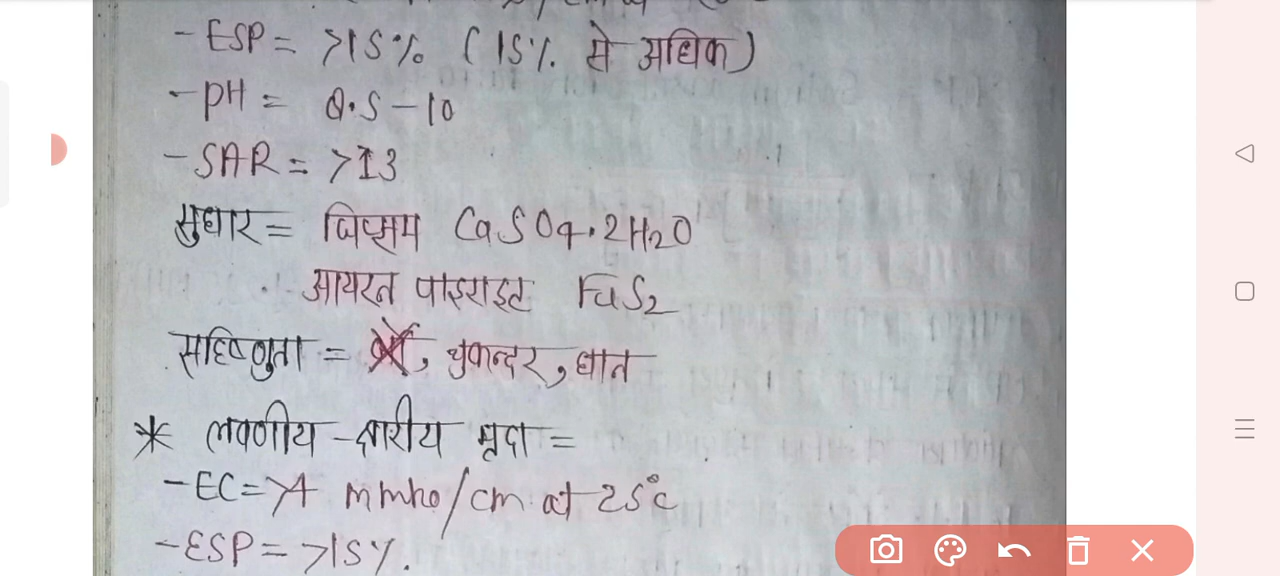 - ESP = >15% (15% से अधिक)
- PH = 8.5 - 10
- SAR = >13
सुधार = जिप्सम CaSO4.2H2O
आयरन पाइराइट FeS2
सहिष्णुता = , चुकन्दर, धान
* लवणीय - क्षारीय मृदा =
- EC = >4 mmho/cm at 25°c
- ESP = >15%.